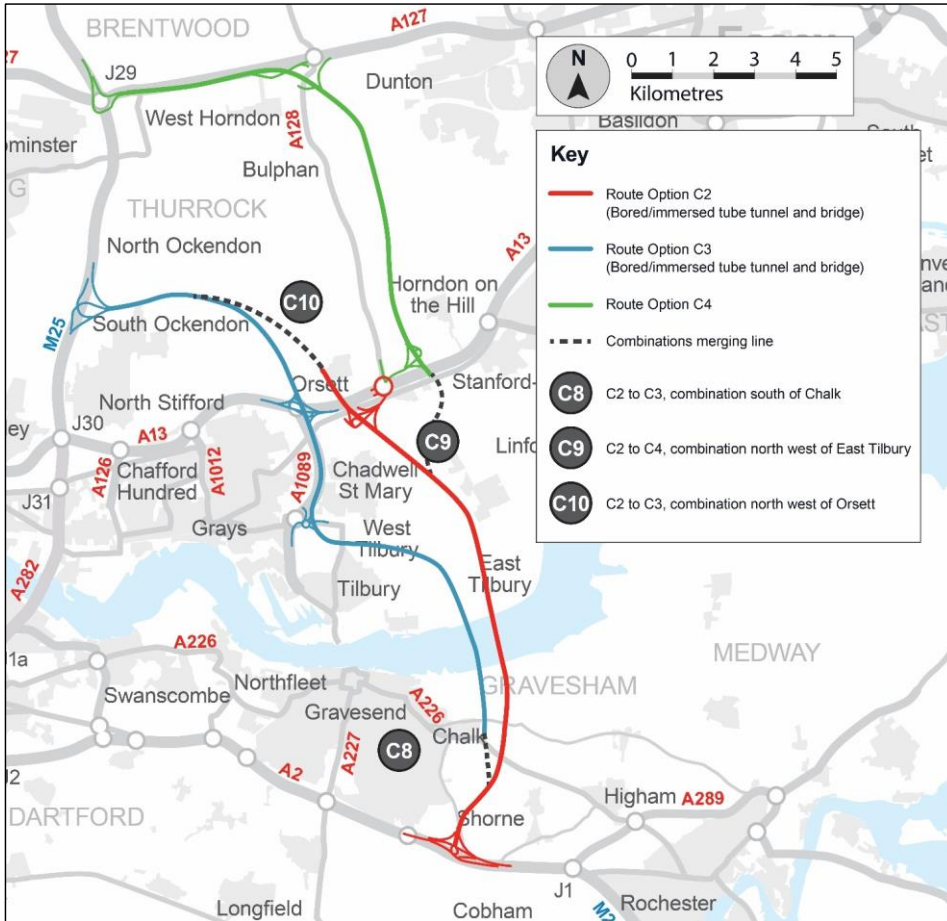 BRENTWOOD
A127
J29
Dunton
West Horndon
A128
Bulphan
THURROCK
North Ockendon
M25
South Ockendon
C10
Horndon on
the Hill
A13
Orsett
Stanford-
North Stifford
J30
A13
C9
Chafford
Hundred
A126
A1012
A1089
Chadwell
St Mary
J31
Grays
West
Tilbury
East
Tilbury
Tilbury
A282
A226
MEDWAY
Northfleet
Swanscombe
GRAVESHAM
Gravesend
A226
Chalk
C8
A227
A2
DARTFORD
Higham
A289
Shorne
J1
Rochester
Longfield
Cobham
N
0 1 2 3 4 5
Kilometres
Basildon
Key
Route Option C2
(Bored/immersed tube tunnel and bridge)
Route Option C3
(Bored/immersed tube tunnel and bridge)
Route Option C4
Combinations merging line
C8
C2 to C3, combination south of Chalk
C9
C2 to C4, combination north west of East Tilbury
C10
C2 to C3, combination north west of Orsett